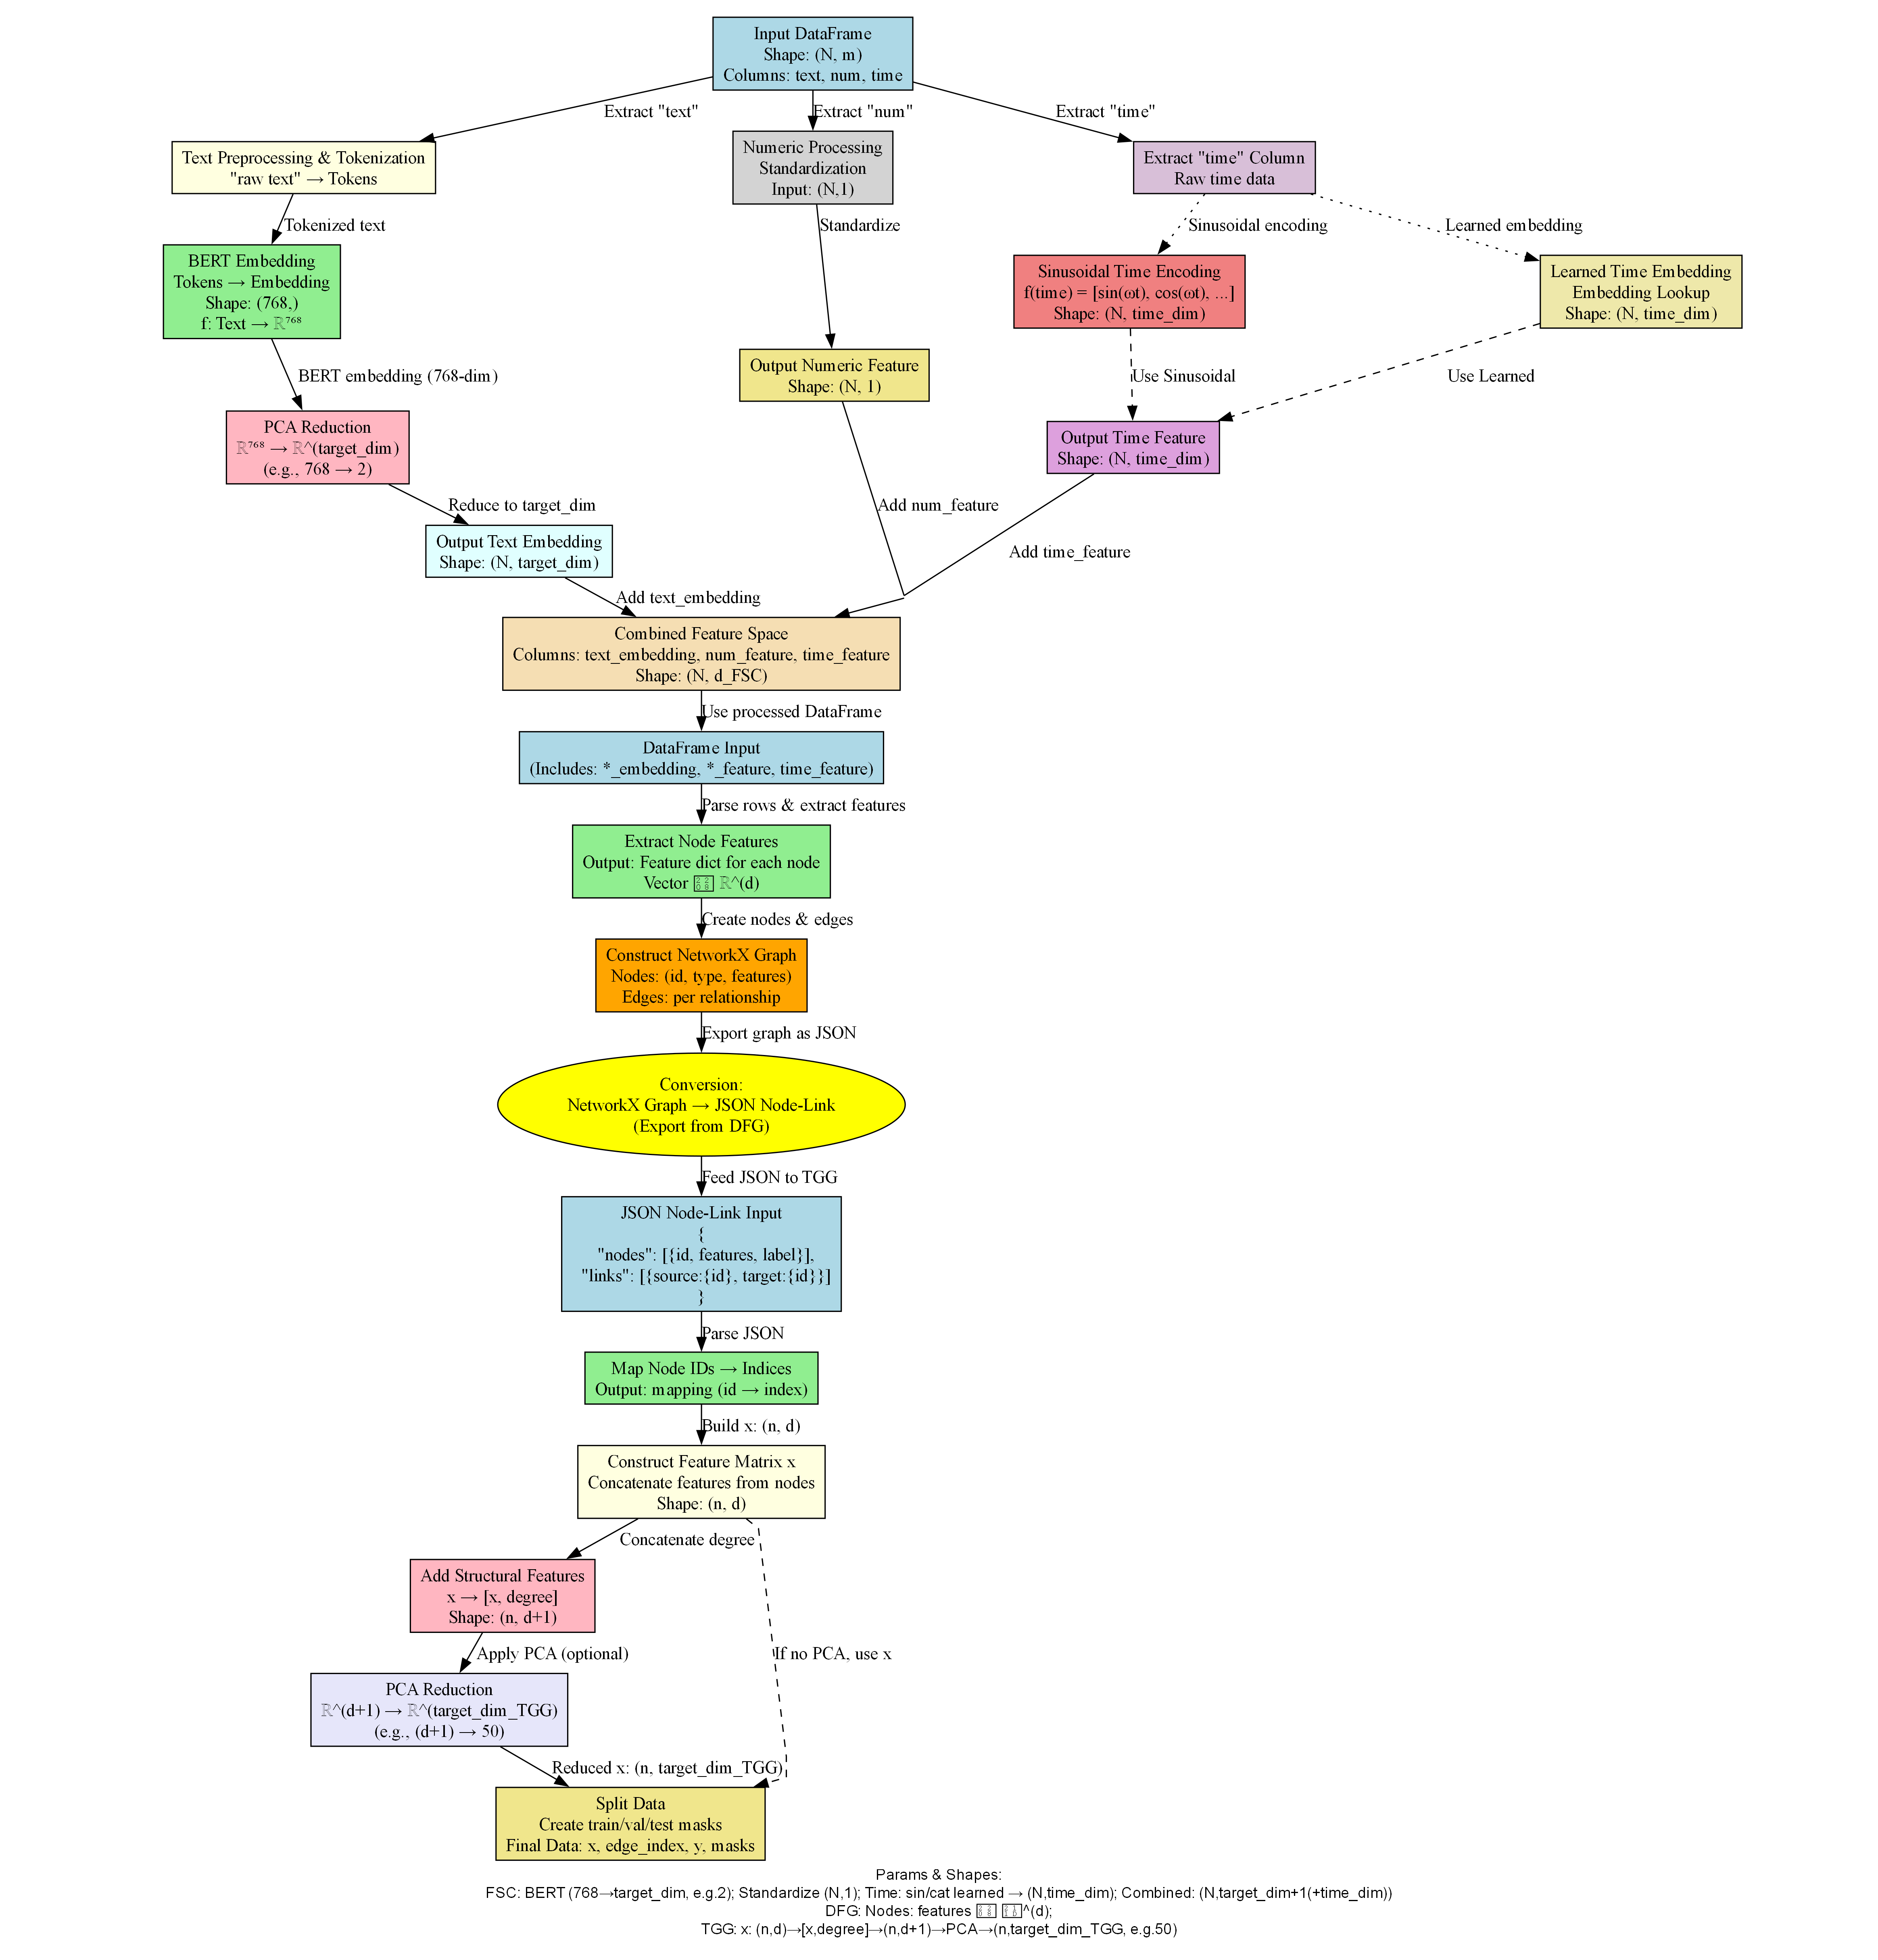 Input DataFrame
Shape: (N, m)
Columns: text, num, time
Extract "text"
Extract "num"
Extract "time"
Text Preprocessing & Tokenization
"raw text" → Tokens
Numeric Processing
Standardization
Input: (N,1)
Extract "time" Column
Raw time data
Tokenized text
Standardize
Sinusoidal encoding
Learned embedding
BERT Embedding
Tokens → Embedding
Shape: (768,)
f: Text → ℝ⁷⁶⁸
Sinusoidal Time Encoding
f(time) = [sin(ωt), cos(ωt), ...]
Shape: (N, time_dim)
Learned Time Embedding
Embedding Lookup
Shape: (N, time_dim)
BERT embedding (768-dim)
Output Numeric Feature
Shape: (N, 1)
Use Sinusoidal
Use Learned
PCA Reduction
ℝ⁷⁶⁸ → ℝ^(target_dim)
(e.g., 768 → 2)
Output Time Feature
Shape: (N, time_dim)
Reduce to target_dim
Add num_feature
Output Text Embedding
Shape: (N, target_dim)
Add time_feature
Add text_embedding
Combined Feature Space
Columns: text_embedding, num_feature, time_feature
Shape: (N, d_FSC)
Use processed DataFrame
DataFrame Input
(Includes: *_embedding, *_feature, time_feature)
Parse rows & extract features
Extract Node Features
Output: Feature dict for each node
Vector ℝ^(d)
Create nodes & edges
Construct NetworkX Graph
Nodes: (id, type, features)
Edges: per relationship
Export graph as JSON
Conversion:
NetworkX Graph → JSON Node-Link
(Export from DFG)
Feed JSON to TGG
JSON Node-Link Input
{
"nodes": [{id, features, label}],
"links": [{source:{id}, target:{id}}]
}
Parse JSON
Map Node IDs → Indices
Output: mapping (id → index)
Build x: (n, d)
Construct Feature Matrix x
Concatenate features from nodes
Shape: (n, d)
Concatenate degree
Add Structural Features
x → [x, degree]
Shape: (n, d+1)
Apply PCA (optional)
If no PCA, use x
PCA Reduction
ℝ^(d+1) → ℝ^(target_dim_TGG)
(e.g., (d+1) → 50)
Reduced x: (n, target_dim_TGG)
Split Data
Create train/val/test masks
Final Data: x, edge_index, y, masks
Params & Shapes:
FSC: BERT (768→target_dim, e.g.2); Standardize (N,1); Time: sin/cat learned → (N,time_dim); Combined: (N,target_dim+1(+time_dim))
DFG: Nodes: features ^(d);
TGG: x: (n,d)→[x,degree]→(n,d+1)→PCA→(n,target_dim_TGG, e.g.50)